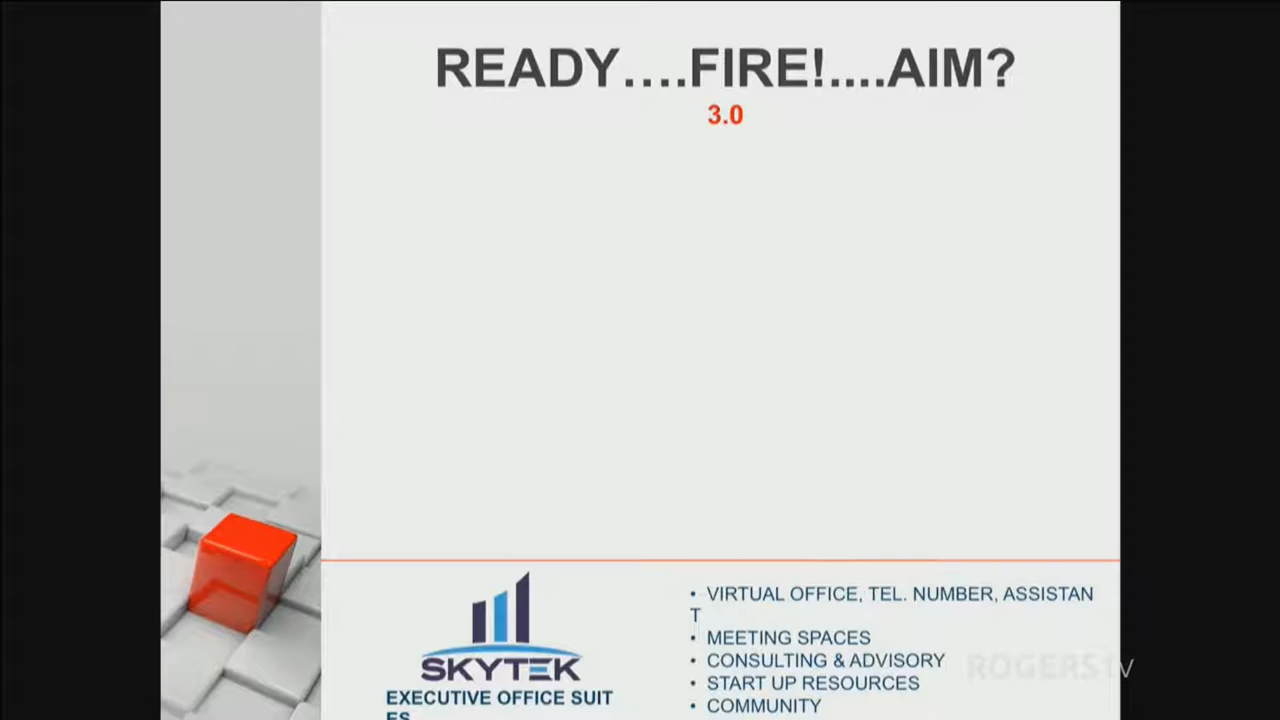 READY....FIRE!....AIM?
3.0
SKYTEK
EXECUTIVE OFFICE SUIT
ES
• VIRTUAL OFFICE, TEL. NUMBER, ASSISTAN
T
• MEETING SPACES
• CONSULTING & ADVISORY
• START UP RESOURCES
• COMMUNITY
ROGERS tv